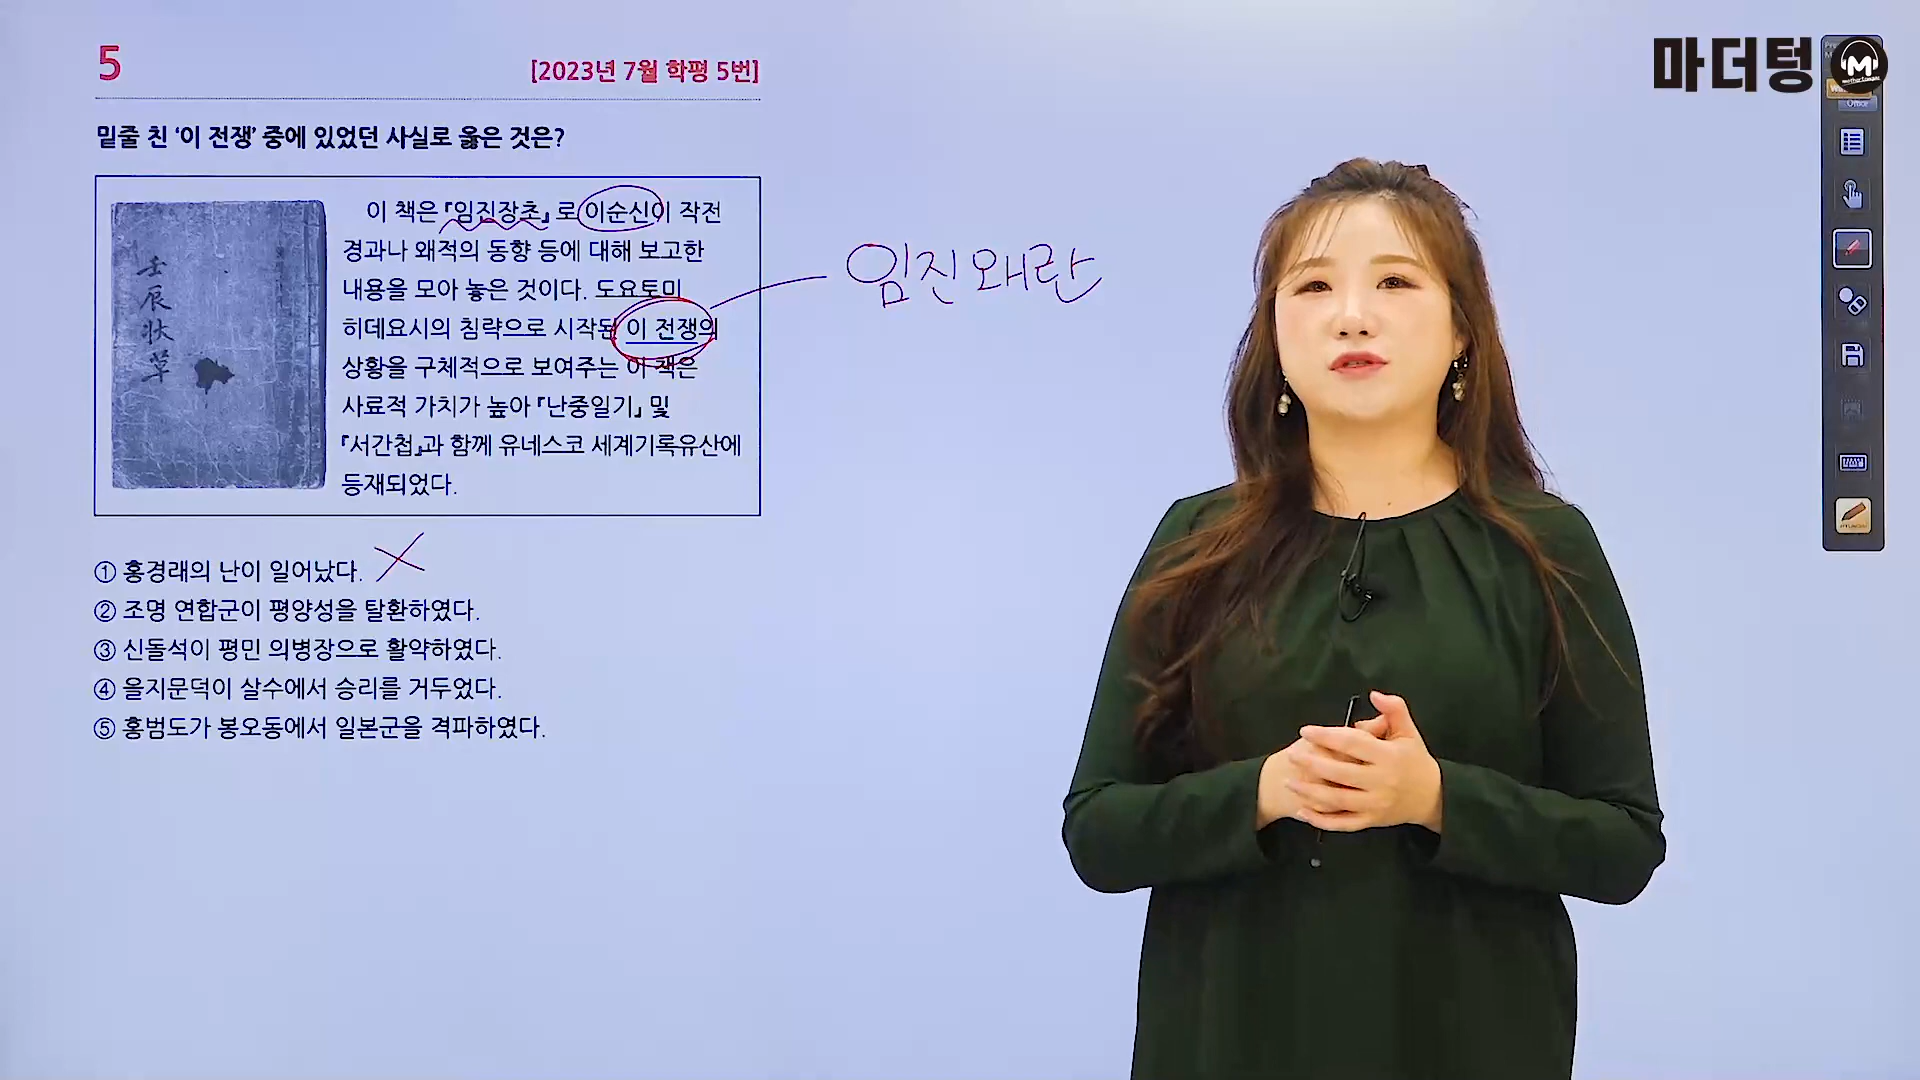 5
[2023년 7월 학평 5번]
밑줄 친 ‘이 전쟁’ 중에 있었던 사실로 옳은 것은?
壬辰狀草
이 책은 『임진장초』로 이순신이 작전
경과나 왜적의 동향 등에 대해 보고한
내용을 모아 놓은 것이다. 도요토미
히데요시의 침략으로 시작된 이 전쟁의
상황을 구체적으로 보여주는 이 책은
사료적 가치가 높아 『난중일기』 및
『서간첩』과 함께 유네스코 세계기록유산에
등재되었다.
임진왜란
① 홍경래의 난이 일어났다.
② 조명 연합군이 평양성을 탈환하였다.
③ 신돌석이 평민 의병장으로 활약하였다.
④ 을지문덕이 살수에서 승리를 거두었다.
⑤ 홍범도가 봉오동에서 일본군을 격파하였다.
마더텅
M